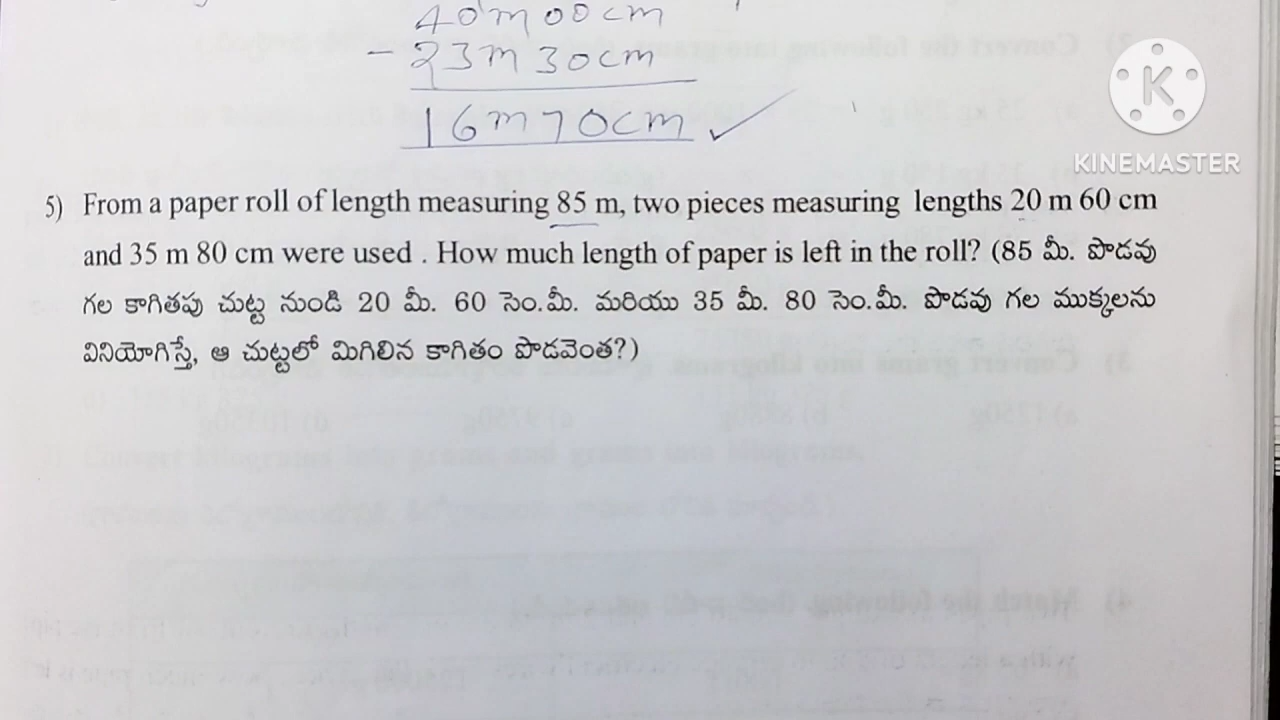 40m 00cm
- 23m 30cm
16m 70cm ✓
KINEMASTER
5) From a paper roll of length measuring 85 m, two pieces measuring lengths 20 m 60 cm
and 35 m 80 cm were used . How much length of paper is left in the roll? (85 మీ. పొడవు
గల కాగితపు చుట్ట నుండి 20 మీ. 60 సెం.మీ. మరియు 35 మీ. 80 సెం.మీ. పొడవు గల ముక్కలను
వినియోగిస్తే, ఆ చుట్టలో మిగిలిన కాగితం పొడవెంత?)